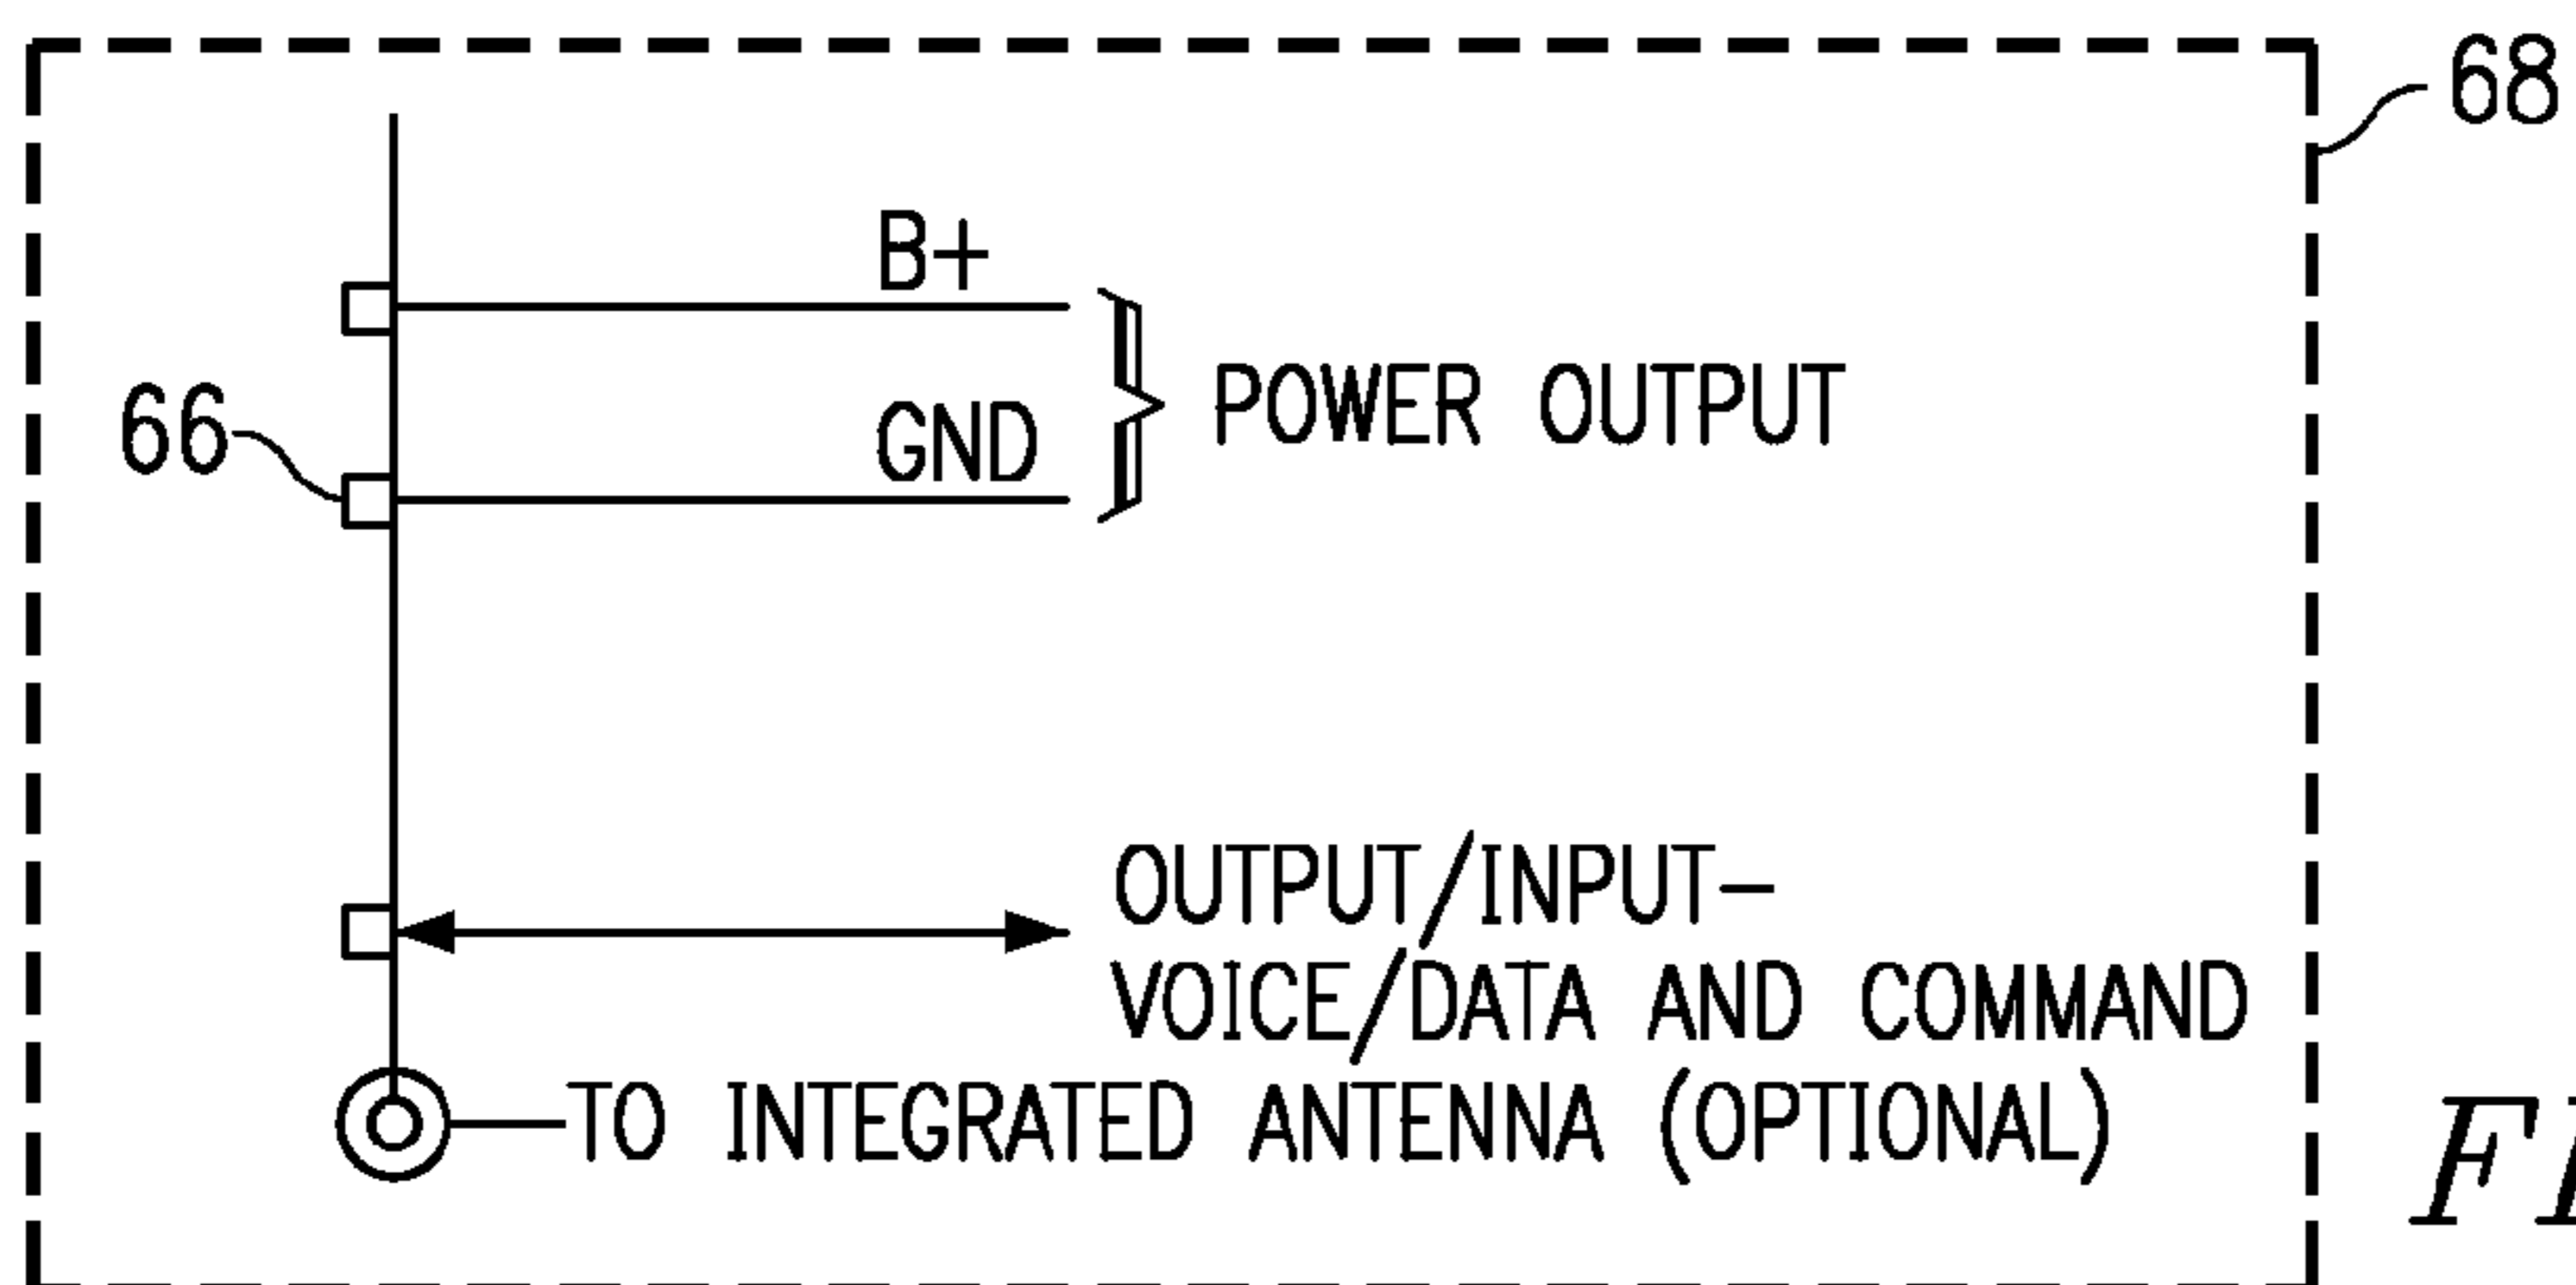 68
B+
66
GND
POWER OUTPUT
OUTPUT/INPUT-
VOICE/DATA AND COMMAND
TO INTEGRATED ANTENNA (OPTIONAL)